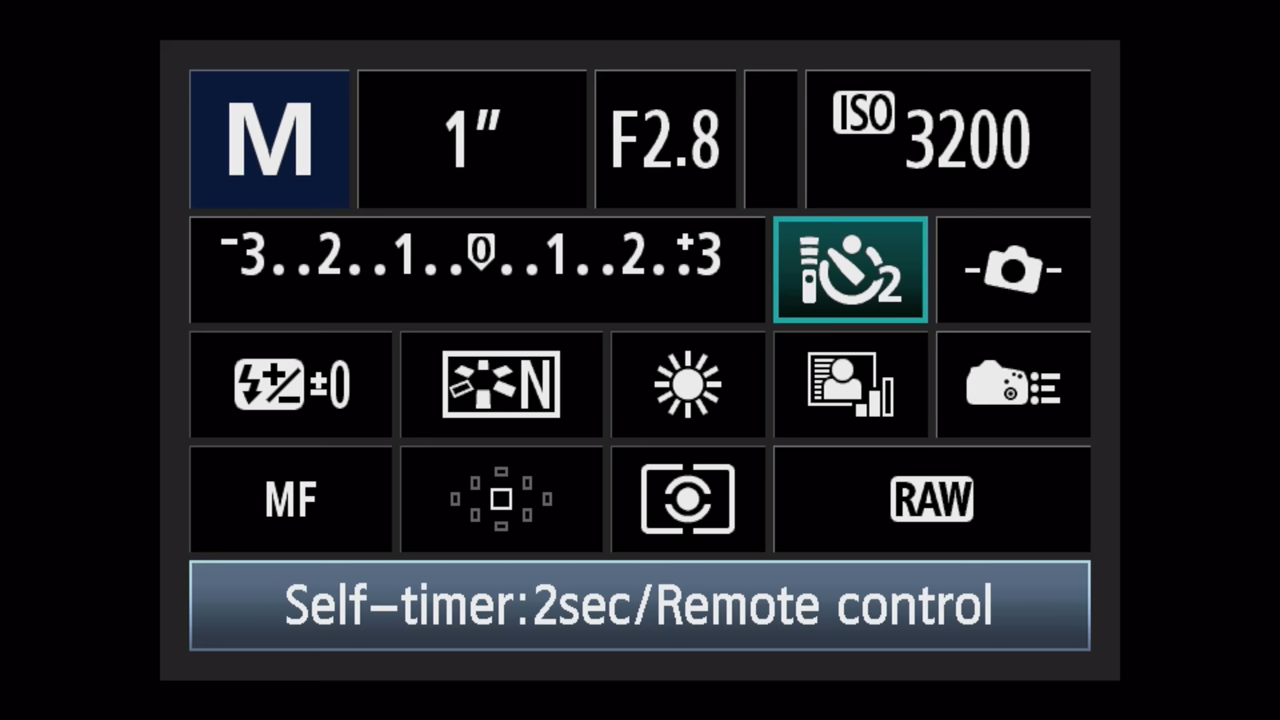 M 1" F2.8 ISO 3200
-3..2..1..0..1..2..+3 2
±0 N
MF RAW
Self-timer:2sec/Remote control